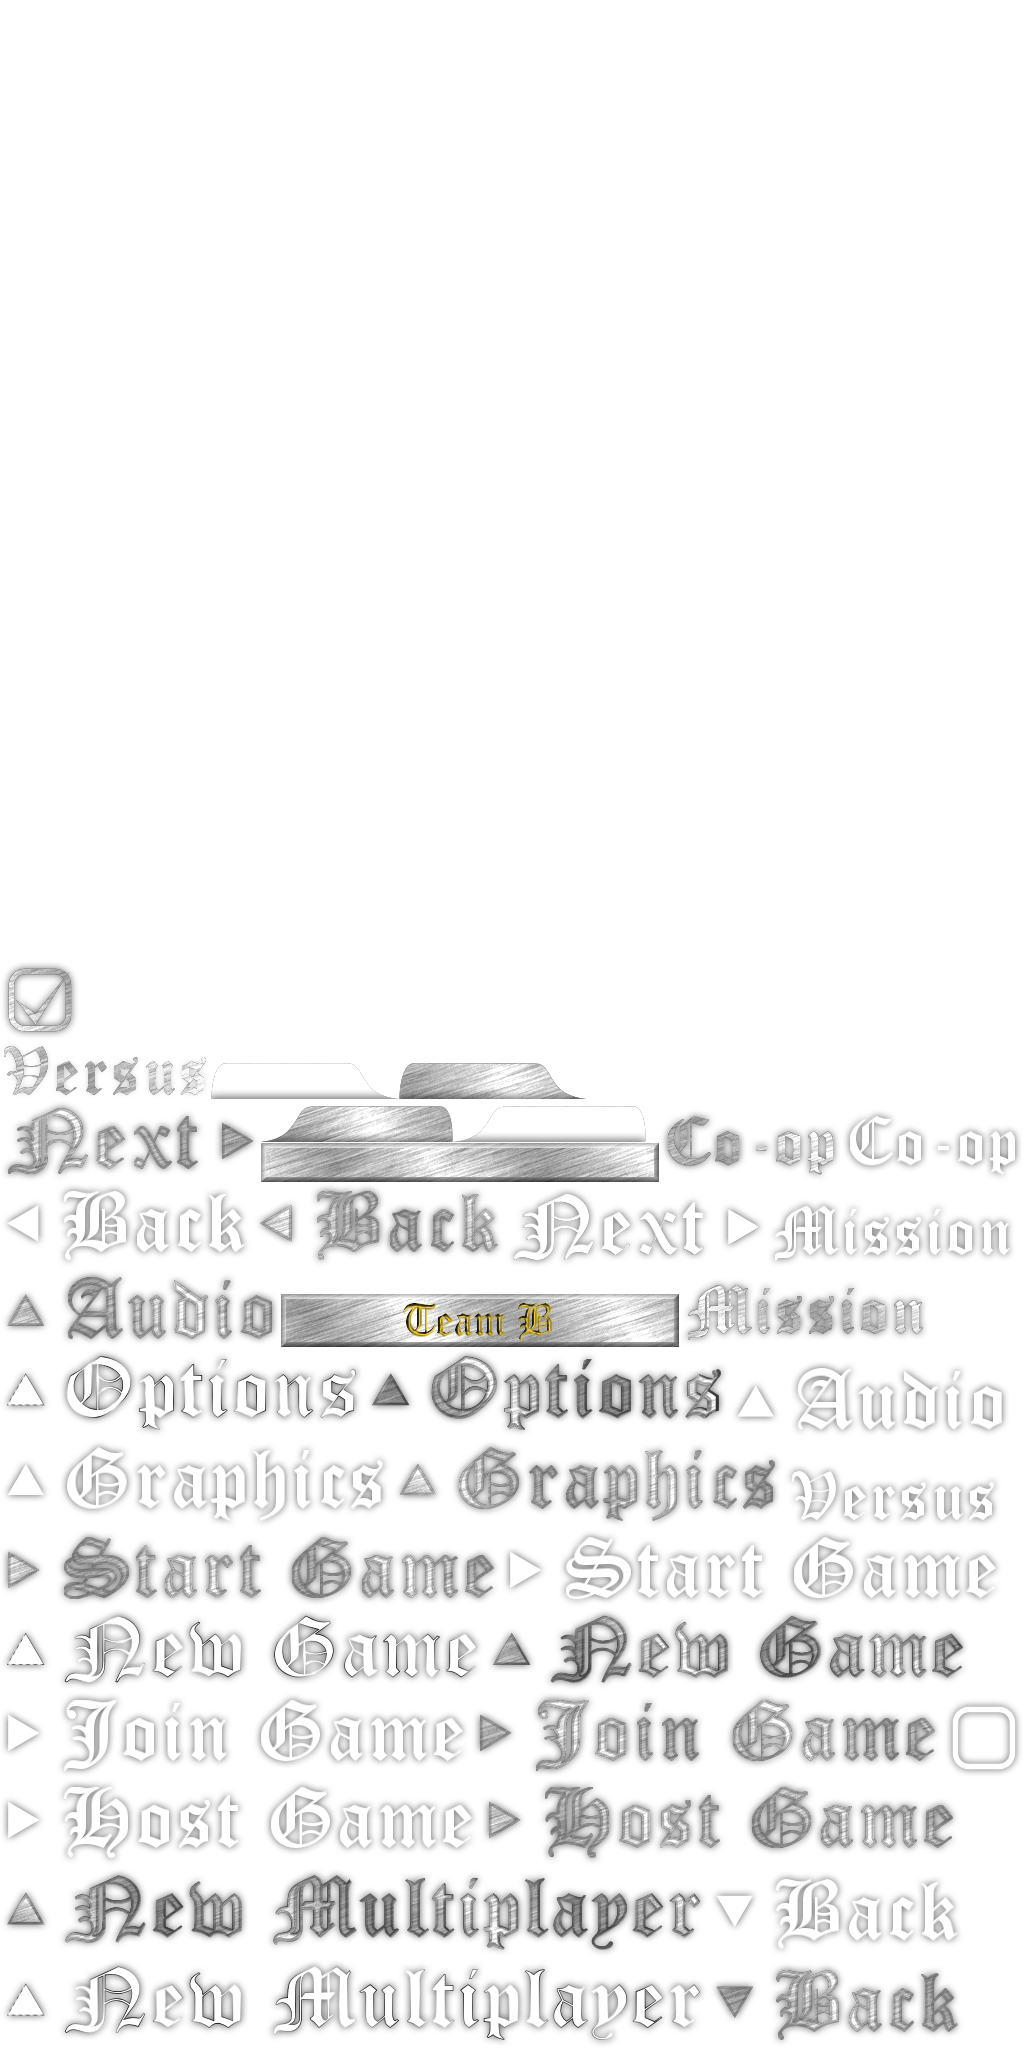 Versus
Next Co-op Co-op
Back Back Next Mission
Audio Team B Mission
Options Options Audio
Graphics Graphics Versus
Start Game Start Game
New Game New Game
Join Game Join Game
Host Game Host Game
New Multiplayer Back
New Multiplayer Back